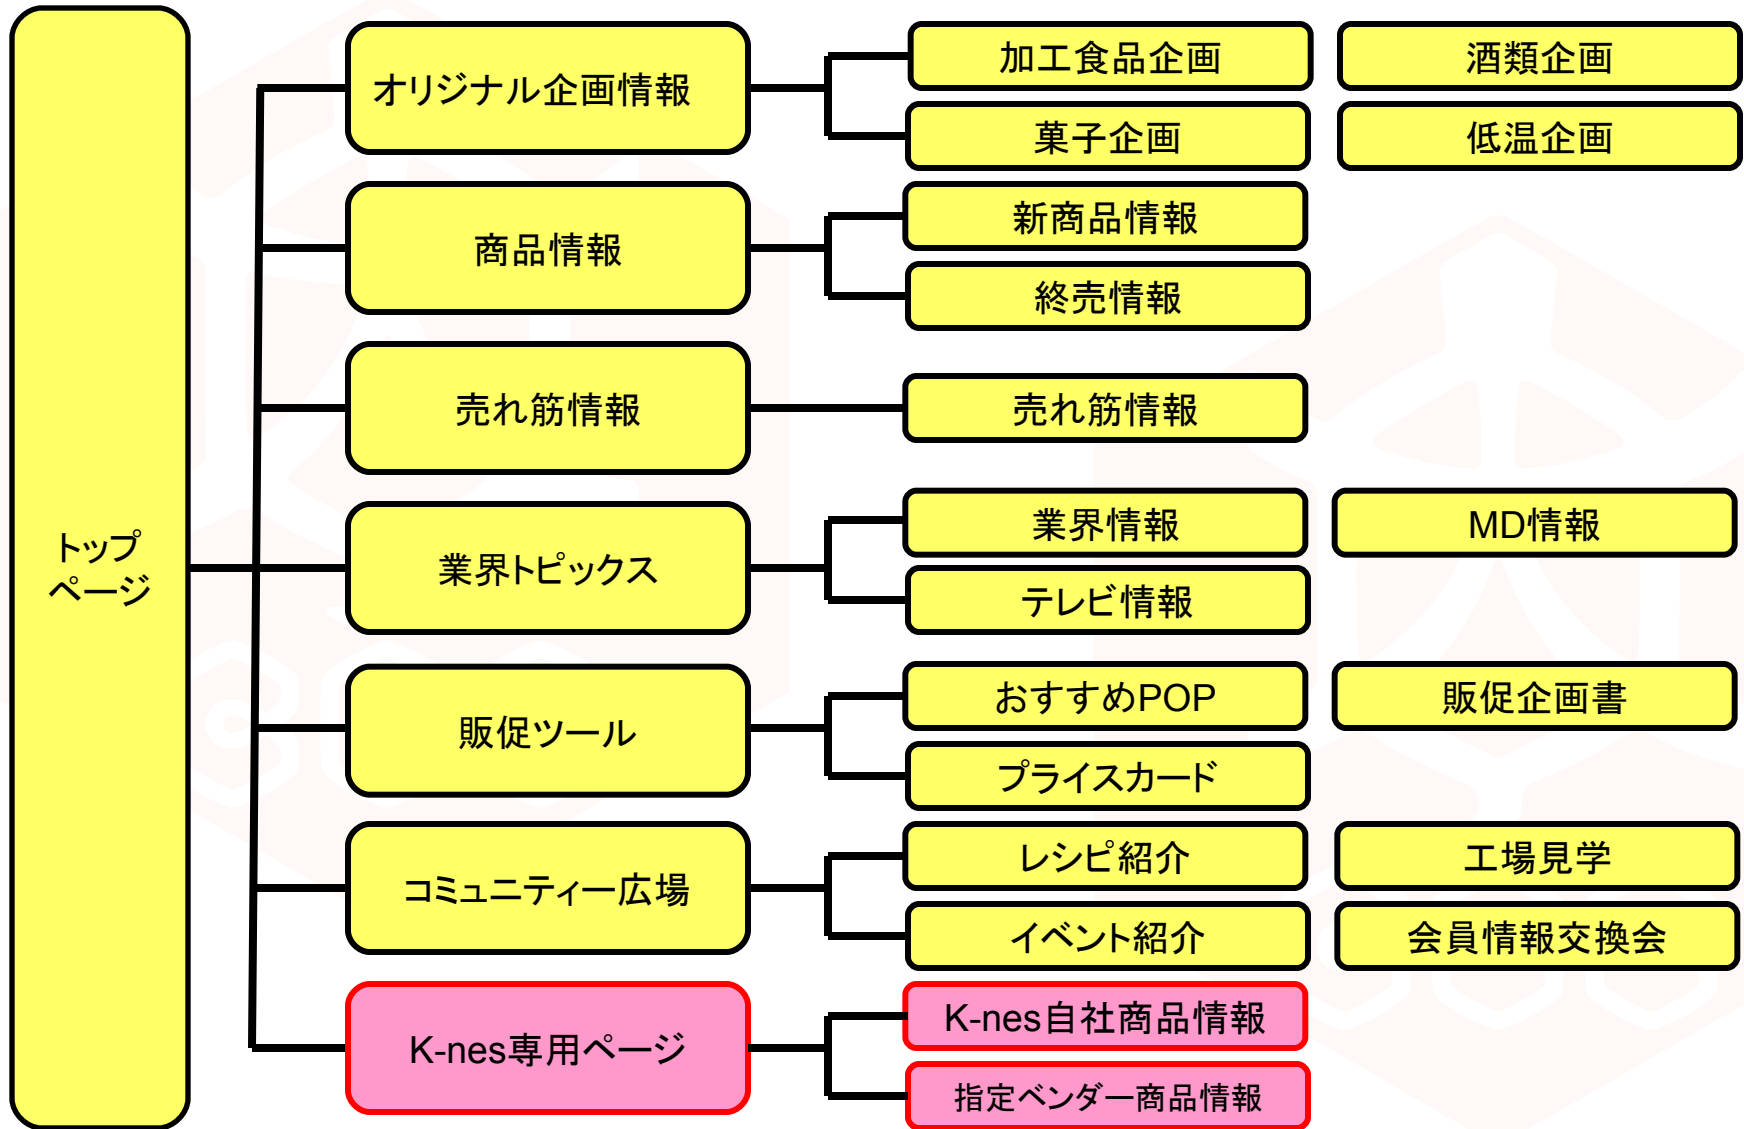 トップ
ページ
オリジナル企画情報
加工食品企画
酒類企画
菓子企画
低温企画
商品情報
新商品情報
終売情報
売れ筋情報
売れ筋情報
業界トピックス
業界情報
MD情報
テレビ情報
販促ツール
おすすめPOP
販促企画書
プライスカード
コミュニティー広場
レシピ紹介
工場見学
イベント紹介
会員情報交換会
K-nes専用ページ
K-nes自社商品情報
指定ベンダー商品情報